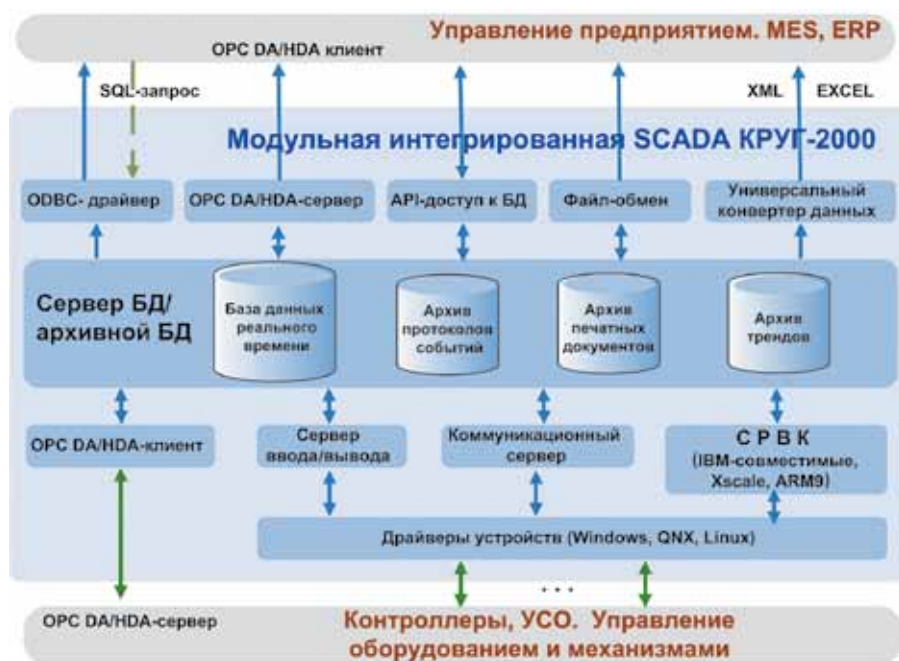 Управление предприятием. MES, ERP
OPC DA/HDA клиент
SQL-запрос
XML EXCEL
Модульная интегрированная SCADA КРУГ-2000
ODBC- драйвер
OPC DA/HDA-сервер
API-доступ к БД
Файл-обмен
Универсальный
конвертер данных
Сервер БД/
архивной БД
База данных
реального
времени
Архив
протоколов
событий
Архив
печатных
документов
Архив
трендов
OPC DA/HDA-клиент
Сервер
ввода/вывода
Коммуникационный
сервер
С Р В К
(IBM-совместимые,
Xscale, ARM9)
Драйверы устройств (Windows, QNX, Linux)
. . .
OPC DA/HDA-сервер
Контроллеры, УСО. Управление
оборудованием и механизмами